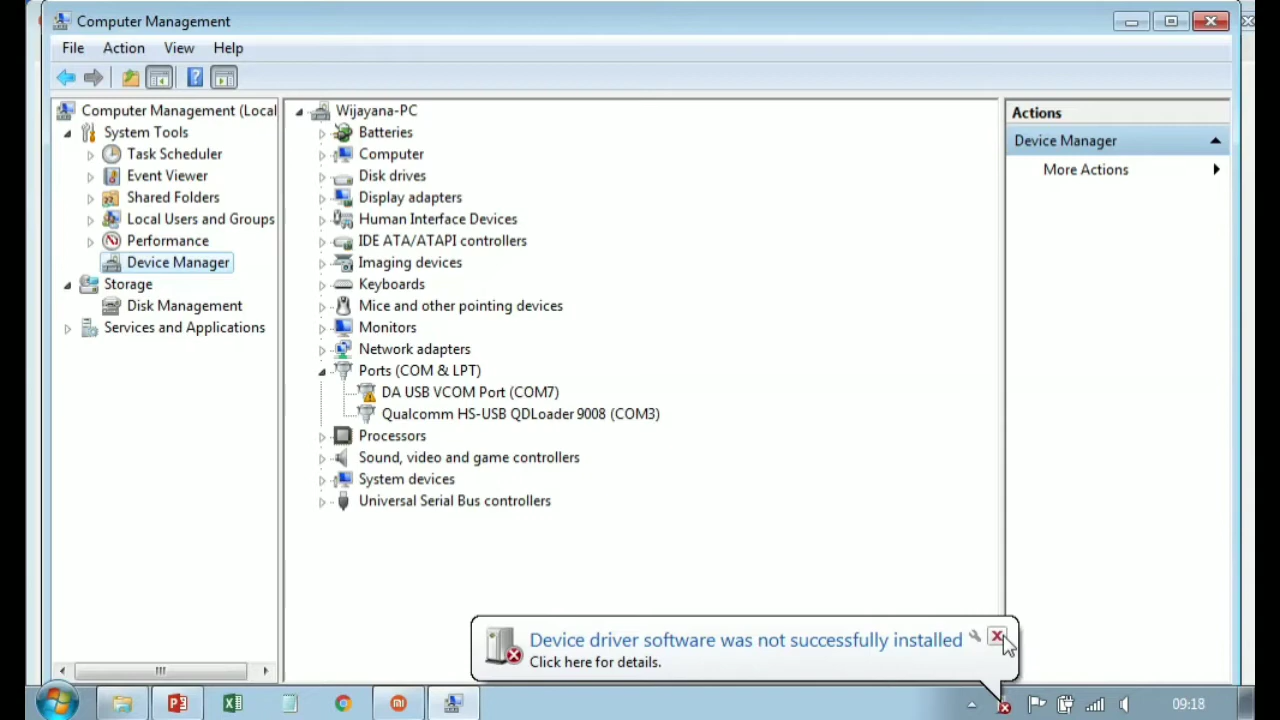 Computer Management
File Action View Help
Computer Management (Local
System Tools
Task Scheduler
Event Viewer
Shared Folders
Local Users and Groups
Performance
Device Manager
Storage
Disk Management
Services and Applications
Wijayana-PC
Batteries
Computer
Disk drives
Display adapters
Human Interface Devices
IDE ATA/ATAPI controllers
Imaging devices
Keyboards
Mice and other pointing devices
Monitors
Network adapters
Ports (COM & LPT)
DA USB VCOM Port (COM7)
Qualcomm HS-USB QDLoader 9008 (COM3)
Processors
Sound, video and game controllers
System devices
Universal Serial Bus controllers
Actions
Device Manager
More Actions
Device driver software was not successfully installed
Click here for details.
09:18